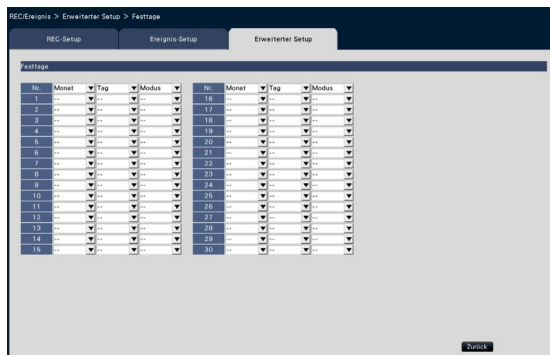 REC/Ereignis > Erweiterter Setup > Festtage
REC-Setup Ereignis-Setup Erweiterter Setup
Festtage
Nr. Monat Tag Modus Nr. Monat Tag Modus
1 -- -- -- 16 -- -- --
2 -- -- -- 17 -- -- --
3 -- -- -- 18 -- -- --
4 -- -- -- 19 -- -- --
5 -- -- -- 20 -- -- --
6 -- -- -- 21 -- -- --
7 -- -- -- 22 -- -- --
8 -- -- -- 23 -- -- --
9 -- -- -- 24 -- -- --
10 -- -- -- 25 -- -- --
11 -- -- -- 26 -- -- --
12 -- -- -- 27 -- -- --
13 -- -- -- 28 -- -- --
14 -- -- -- 29 -- -- --
15 -- -- -- 30 -- -- --
Zurück